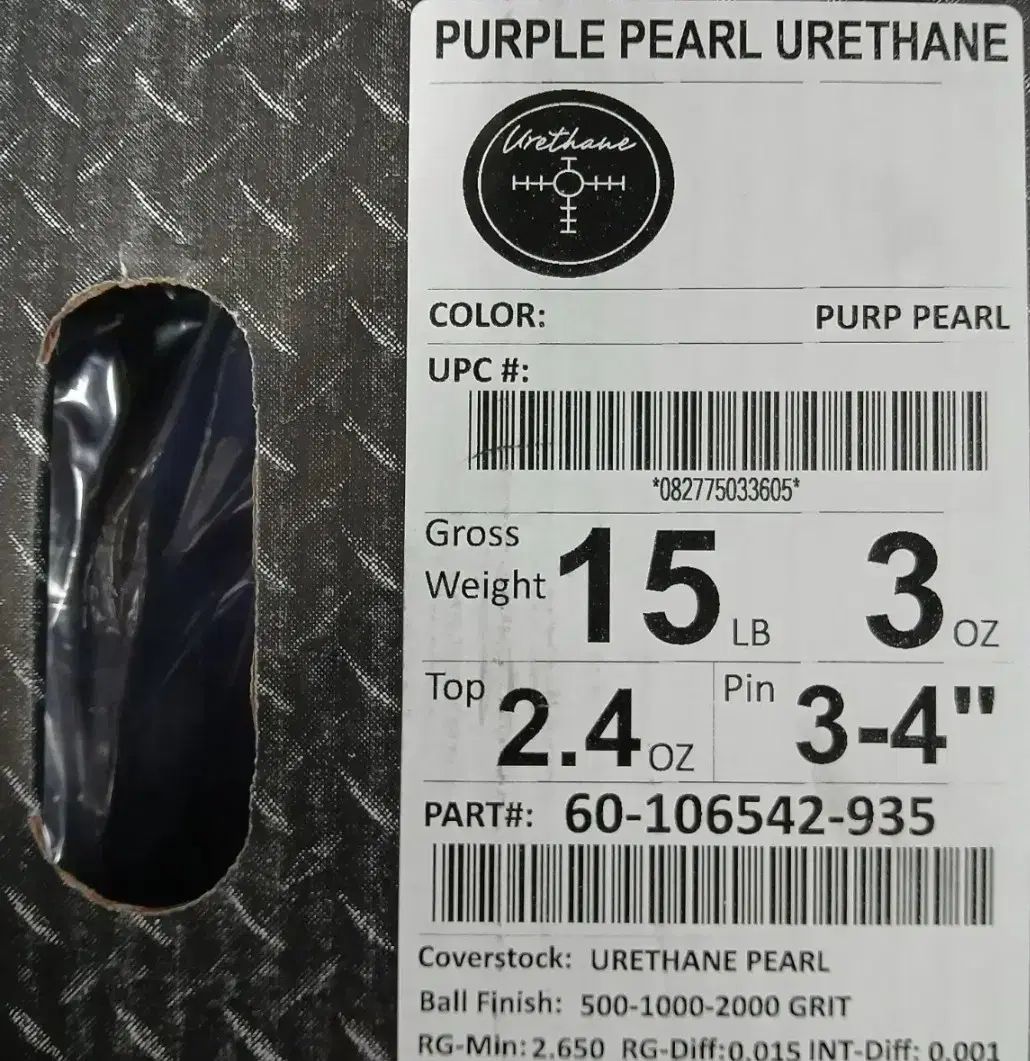 PURPLE PEARL URETHANE
Urethane
COLOR: PURP PEARL
UPC #:
*082775033605*
Gross Weight 15 LB 3 OZ
Top 2.4 OZ Pin 3-4"
PART#: 60-106542-935
Coverstock: URETHANE PEARL
Ball Finish: 500-1000-2000 GRIT
RG-Min: 2.650 RG-Diff: 0.015 INT-Diff: 0.001